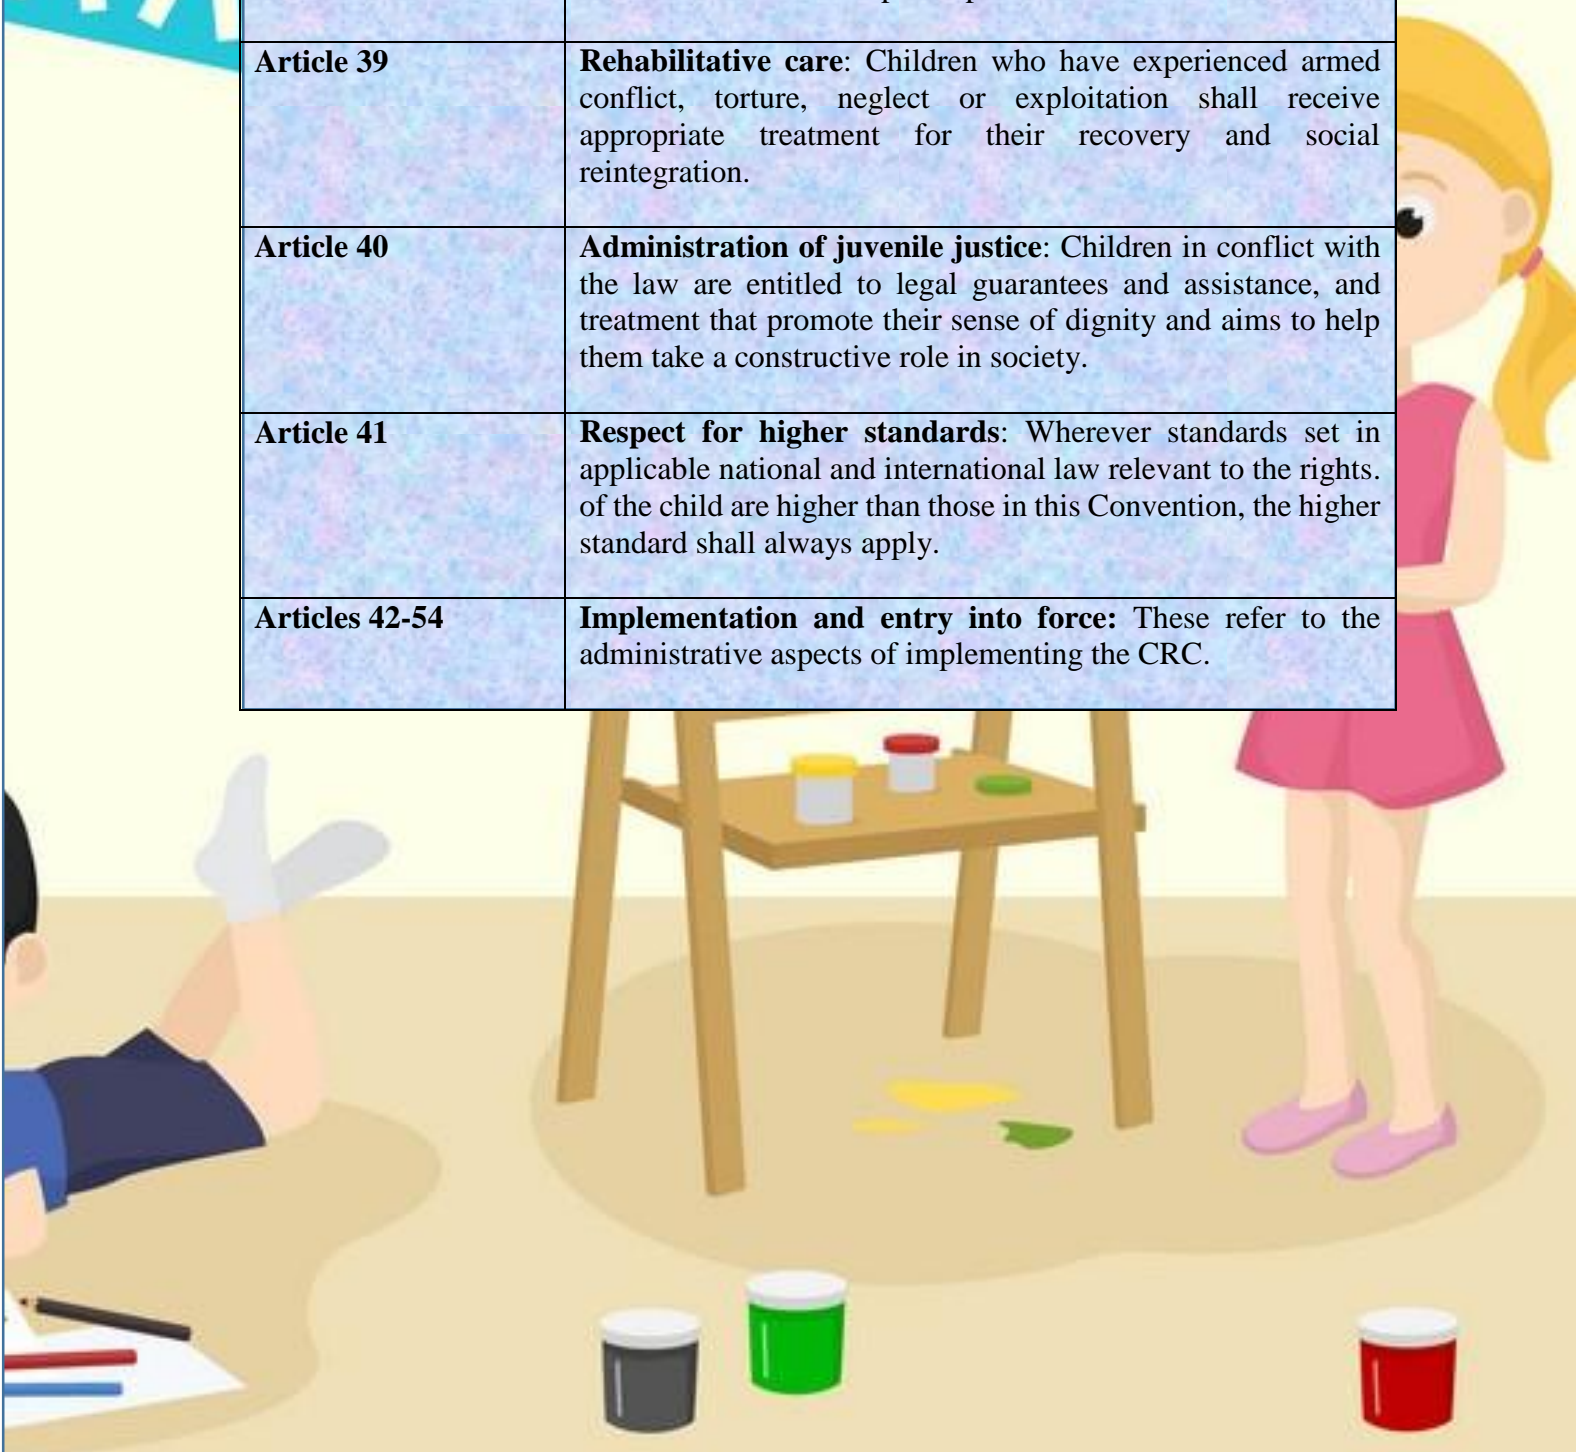 Article 39
Rehabilitative care: Children who have experienced armed
conflict, torture, neglect or exploitation shall receive
appropriate treatment for their recovery and social
reintegration.
Article 40
Administration of juvenile justice: Children in conflict with
the law are entitled to legal guarantees and assistance, and
treatment that promote their sense of dignity and aims to help
them take a constructive role in society.
Article 41
Respect for higher standards: Wherever standards set in
applicable national and international law relevant to the rights.
of the child are higher than those in this Convention, the higher
standard shall always apply.
Articles 42-54
Implementation and entry into force: These refer to the
administrative aspects of implementing the CRC.